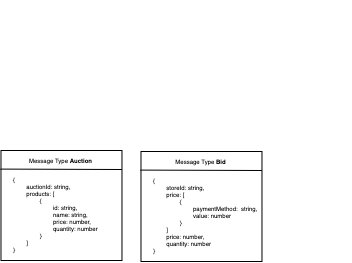 Message Type Auction
{
auctionId: string,
products: [
{
id: string,
name: string,
price: number,
quantity: number
}
]
}
Message Type Bid
{
storeId: string,
price: [
{
paymentMethod: string,
value: number
}
]
price: number,
quantity: number
}